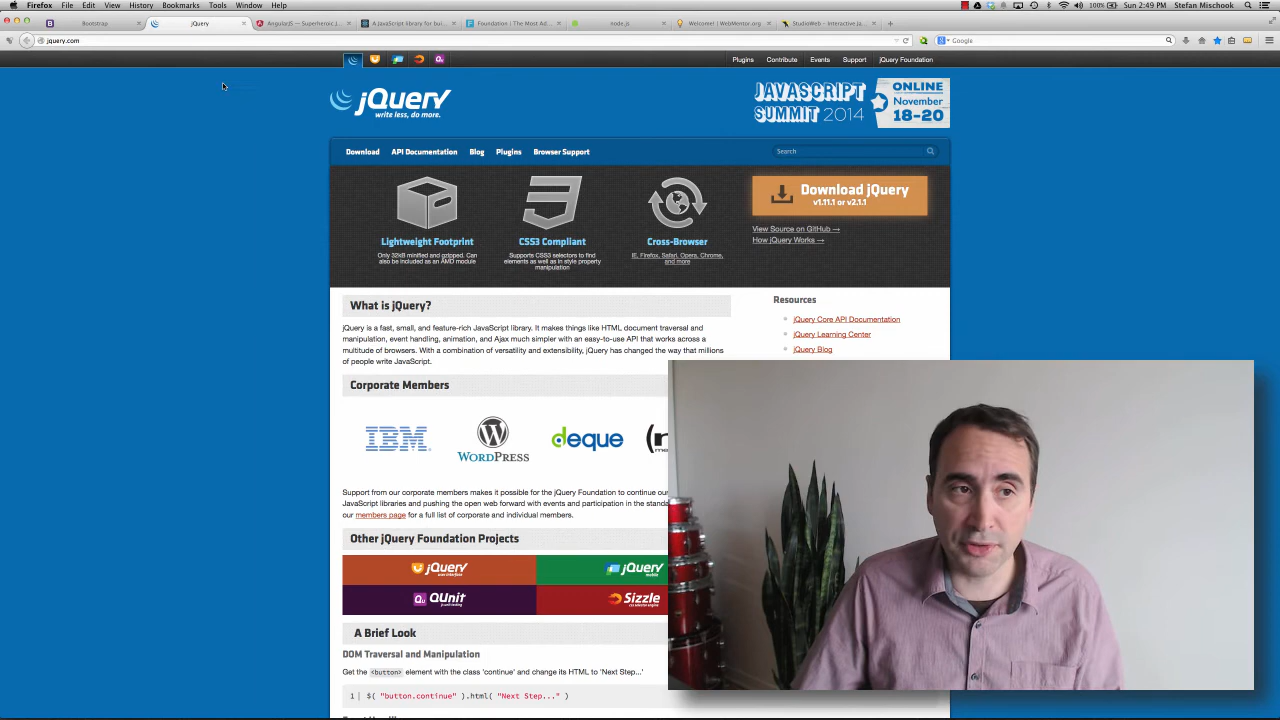 Firefox File Edit View History Bookmarks Tools Window Help 100% Sun 2:49 PM Stefan Mischook
Bootstrap jQuery AngularJS — Superheroic J... A JavaScript library for bui... Foundation | The Most Ad... node.js Welcome! | WebMentor.org StudioWeb – Interactive Ja...
jquery.com Google
Plugins Contribute Events Support jQuery Foundation
jQuery
write less, do more.
JAVASCRIPT
SUMMIT 2014
ONLINE
November
18-20
Download API Documentation Blog Plugins Browser Support Search
Lightweight Footprint
Only 32kB minified and gzipped. Can
also be included as an AMD module
CSS3 Compliant
Supports CSS3 selectors to find
elements as well as in style property
manipulation
Cross-Browser
IE, Firefox, Safari, Opera, Chrome,
and more
Download jQuery
v1.11.1 or v2.1.1
View Source on GitHub →
How jQuery Works →
What is jQuery?
jQuery is a fast, small, and feature-rich JavaScript library. It makes things like HTML document traversal and
manipulation, event handling, animation, and Ajax much simpler with an easy-to-use API that works across a
multitude of browsers. With a combination of versatility and extensibility, jQuery has changed the way that millions
of people write JavaScript.
Resources
jQuery Core API Documentation
jQuery Learning Center
jQuery Blog
Corporate Members
IBM.
WORDPRESS
deque
Support from our corporate members makes it possible for the jQuery Foundation to continue our
JavaScript libraries and pushing the open web forward with events and participation in the standa
our members page for a full list of corporate and individual members.
Other jQuery Foundation Projects
jQuery
user interface
jQuery
mobile
QUnit
js unit testing
Sizzle
css selector engine
A Brief Look
DOM Traversal and Manipulation
Get the <button> element with the class 'continue' and change its HTML to 'Next Step...'
1 $( "button.continue" ).html( "Next Step..." )